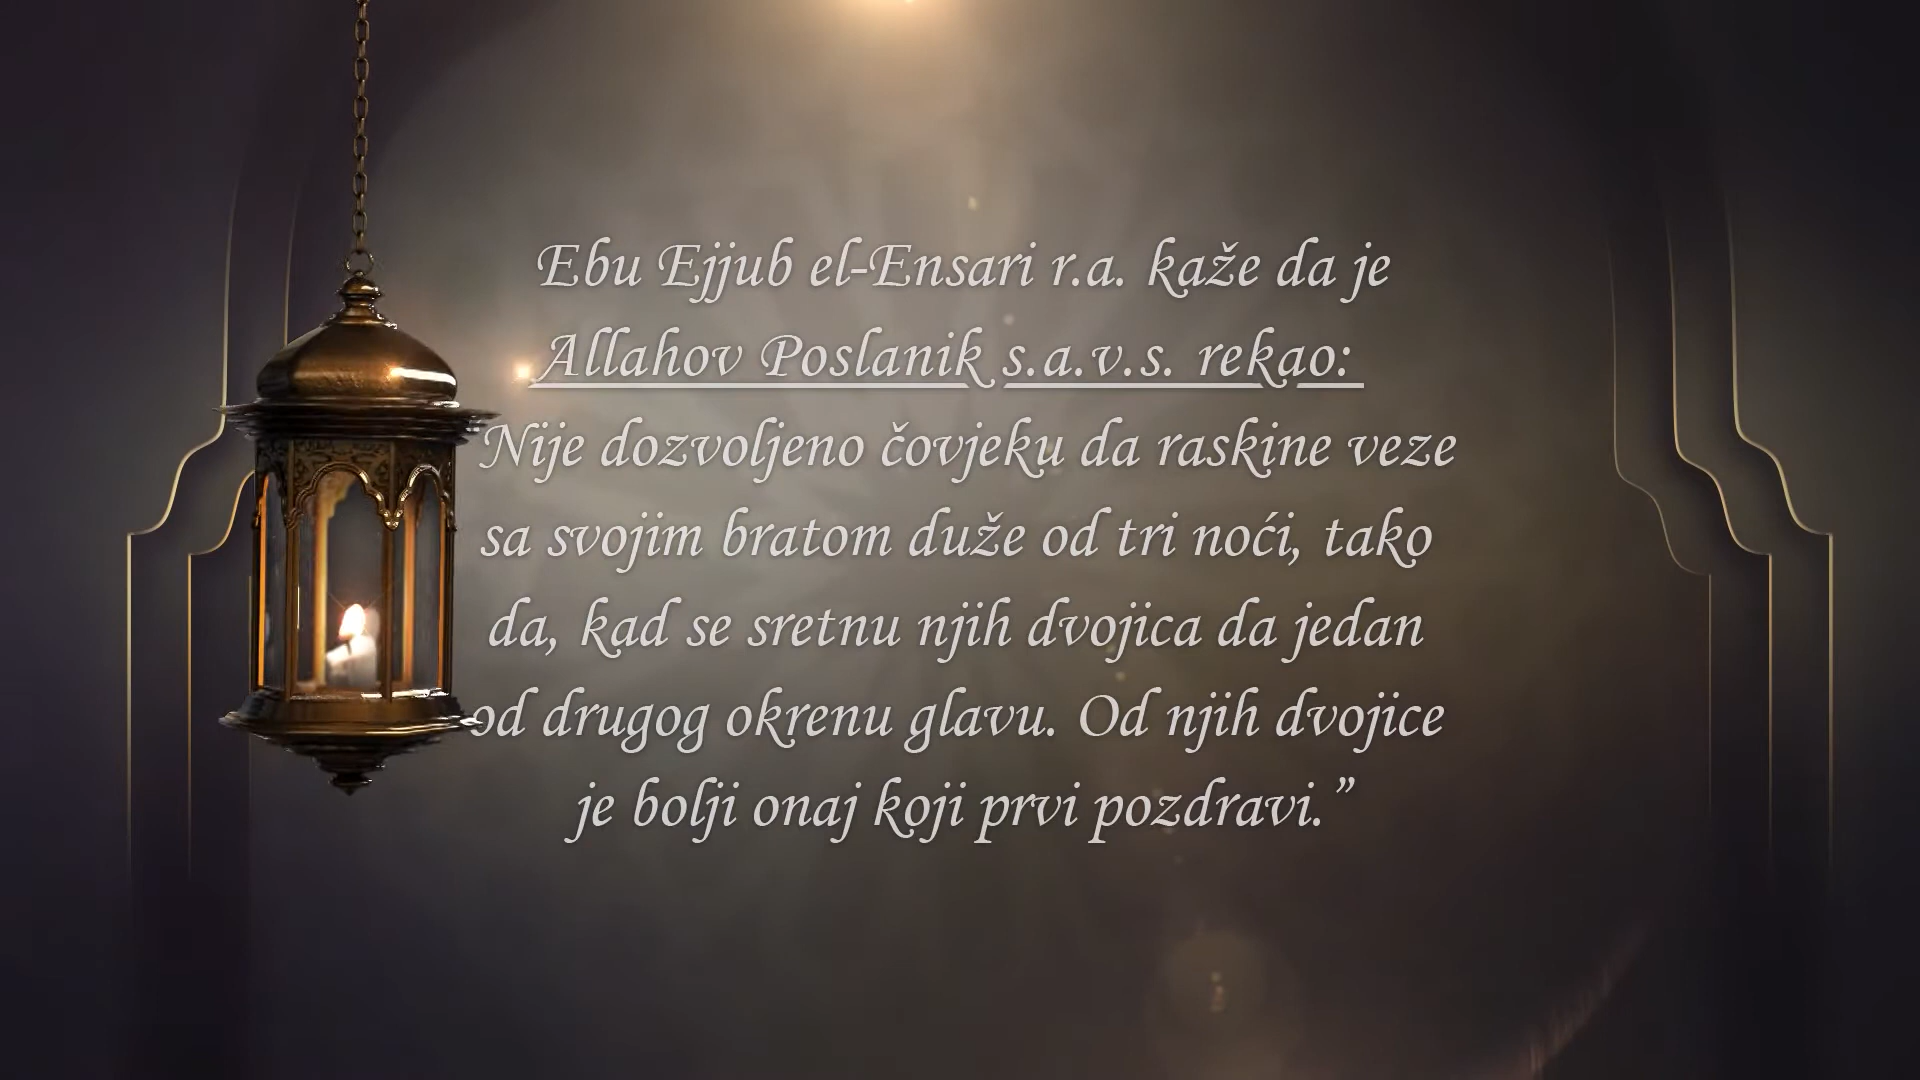 Ebu Ejjub el-Ensari r.a. kaže da je
Allahov Poslanik s.a.v.s. rekao:
“Nije dozvoljeno čovjeku da raskine veze
sa svojim bratom duže od tri noći, tako
da, kad se sretnu njih dvojica da jedan
od drugog okrenu glavu. Od njih dvojice
je bolji onaj koji prvi pozdravi.”